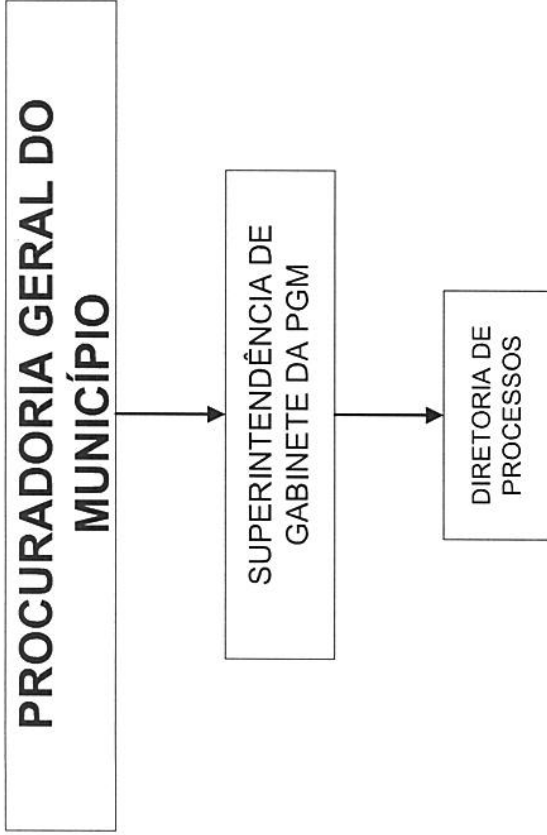 PROCURADORIA GERAL DO
MUNICÍPIO
SUPERINTENDÊNCIA DE
GABINETE DA PGM
DIRETORIA DE
PROCESSOS